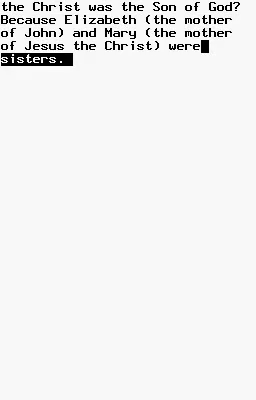 the Christ was the Son of God?
Because Elizabeth (the mother
of John) and Mary (the mother
of Jesus the Christ) were
sisters.